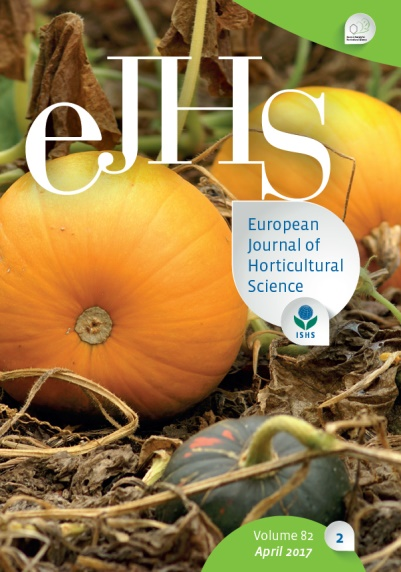 eJHS
European
Journal of
Horticultural
Science
ISHS
Volume 82
2
April 2017